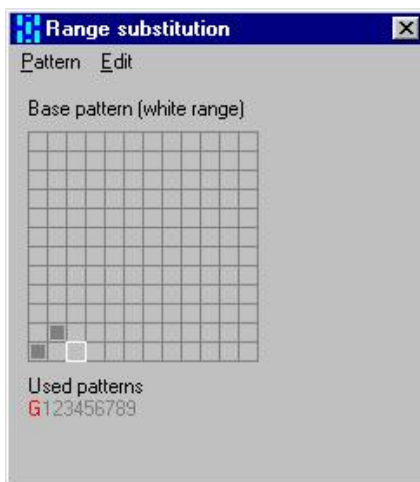 Range substitution
Pattern Edit
Base pattern (white range)
Used patterns
G123456789